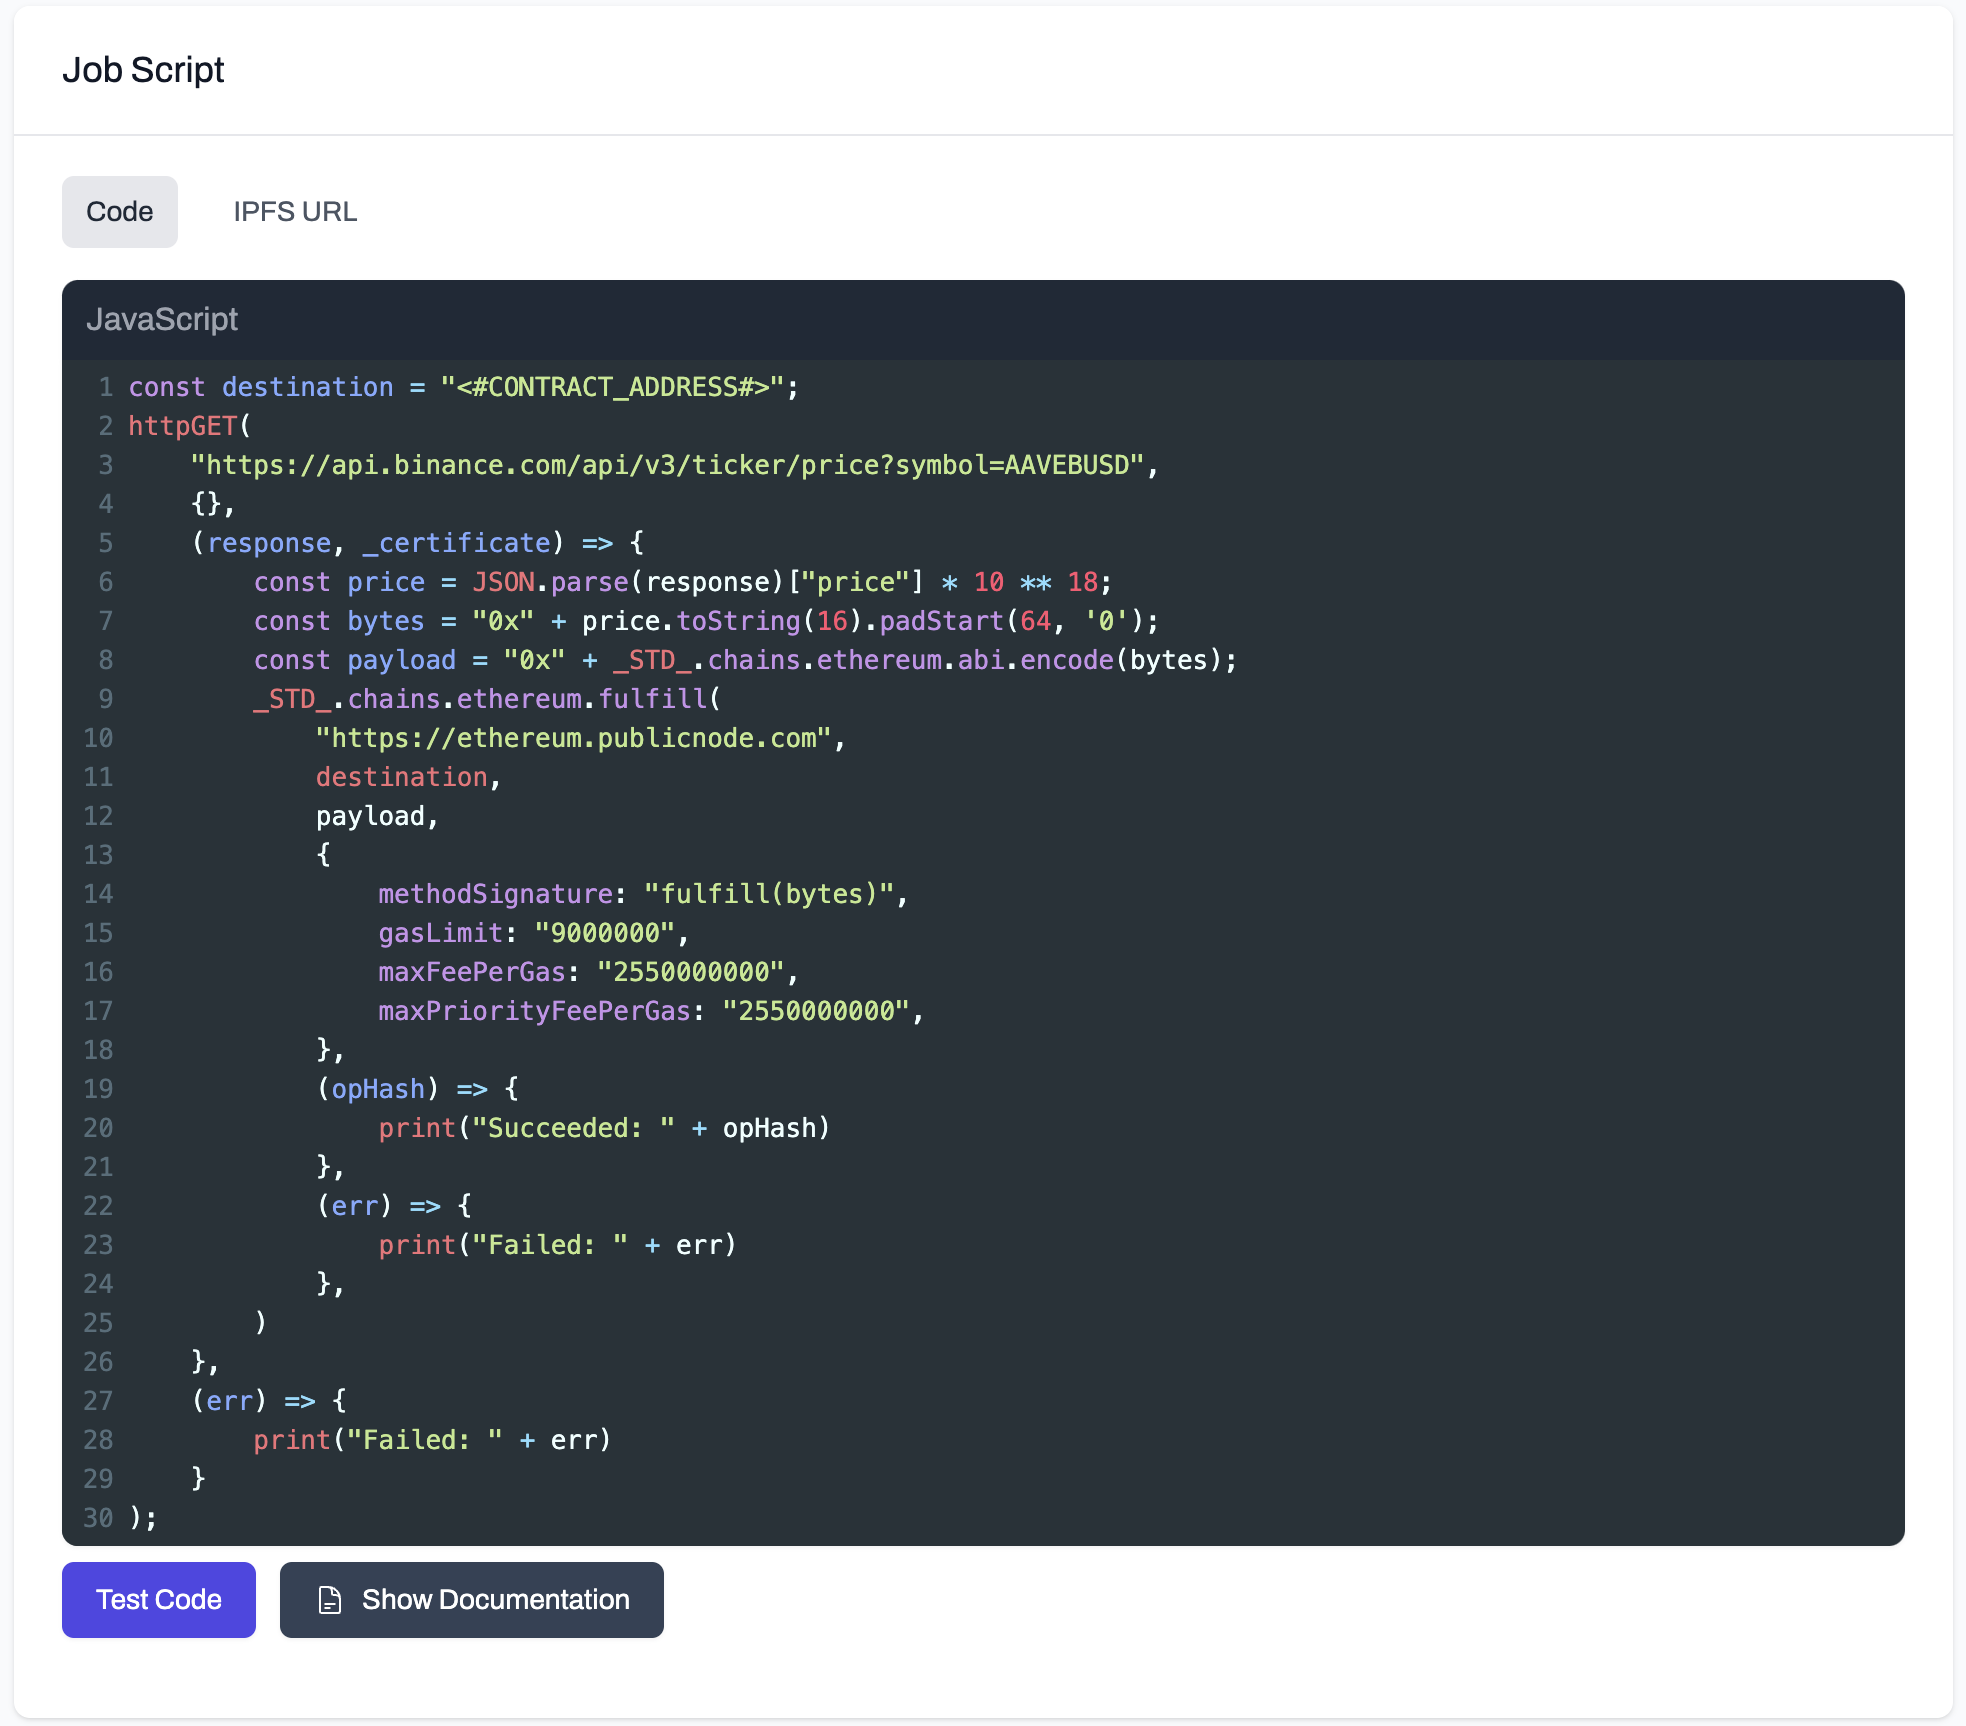 Job Script
Code IPFS URL
JavaScript
1 const destination = "<#CONTRACT_ADDRESS#>";
2 httpGET(
3     "https://api.binance.com/api/v3/ticker/price?symbol=AAVEBUSD",
4     {},
5     (response, _certificate) => {
6         const price = JSON.parse(response)["price"] * 10 ** 18;
7         const bytes = "0x" + price.toString(16).padStart(64, '0');
8         const payload = "0x" + _STD_.chains.ethereum.abi.encode(bytes);
9         _STD_.chains.ethereum.fulfill(
10             "https://ethereum.publicnode.com",
11             destination,
12             payload,
13             {
14                 methodSignature: "fulfill(bytes)",
15                 gasLimit: "9000000",
16                 maxFeePerGas: "2550000000",
17                 maxPriorityFeePerGas: "2550000000",
18             },
19             (opHash) => {
20                 print("Succeeded: " + opHash)
21             },
22             (err) => {
23                 print("Failed: " + err)
24             },
25         )
26     },
27     (err) => {
28         print("Failed: " + err)
29     }
30 );
Test Code Show Documentation